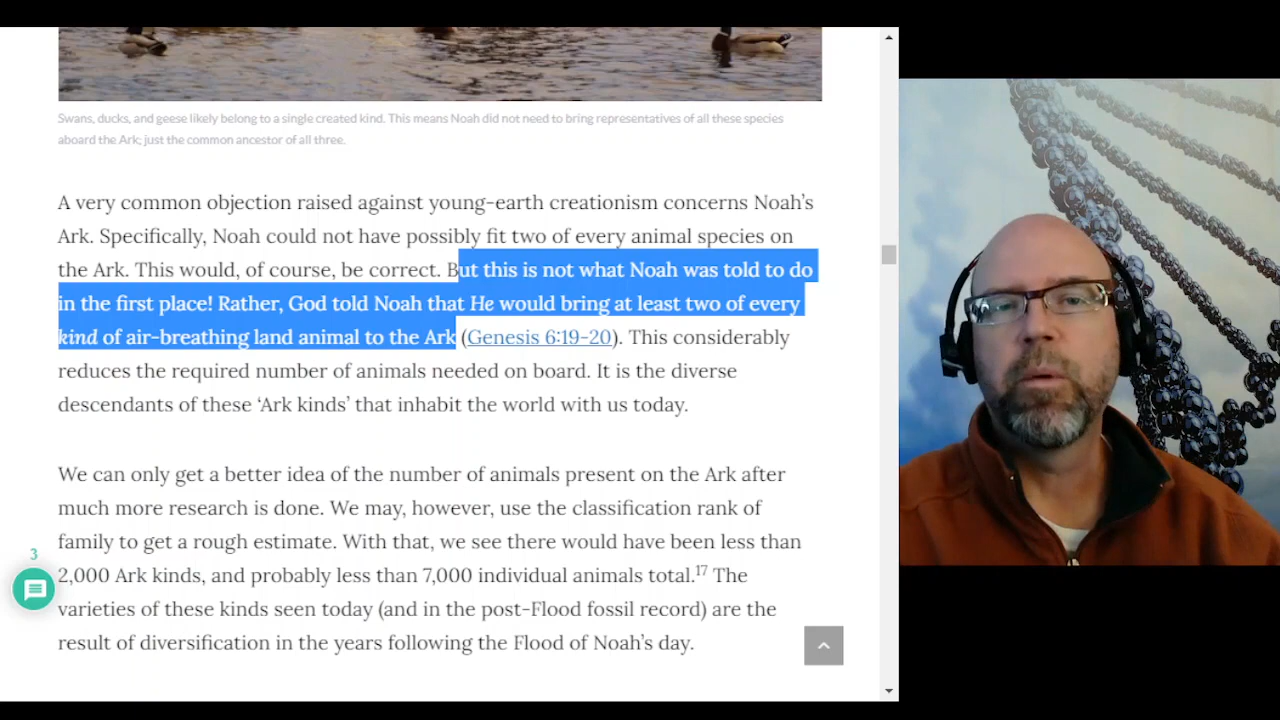 Swans, ducks, and geese likely belong to a single created kind. This means Noah did not need to bring representatives of all these species
aboard the Ark; just the common ancestor of all three.
A very common objection raised against young-earth creationism concerns Noah's
Ark. Specifically, Noah could not have possibly fit two of every animal species on
the Ark. This would, of course, be correct. But this is not what Noah was told to do
in the first place! Rather, God told Noah that He would bring at least two of every
kind of air-breathing land animal to the Ark (Genesis 6:19-20). This considerably
reduces the required number of animals needed on board. It is the diverse
descendants of these ‘Ark kinds’ that inhabit the world with us today.
We can only get a better idea of the number of animals present on the Ark after
much more research is done. We may, however, use the classification rank of
family to get a rough estimate. With that, we see there would have been less than
2,000 Ark kinds, and probably less than 7,000 individual animals total.17 The
varieties of these kinds seen today (and in the post-Flood fossil record) are the
result of diversification in the years following the Flood of Noah's day.
3